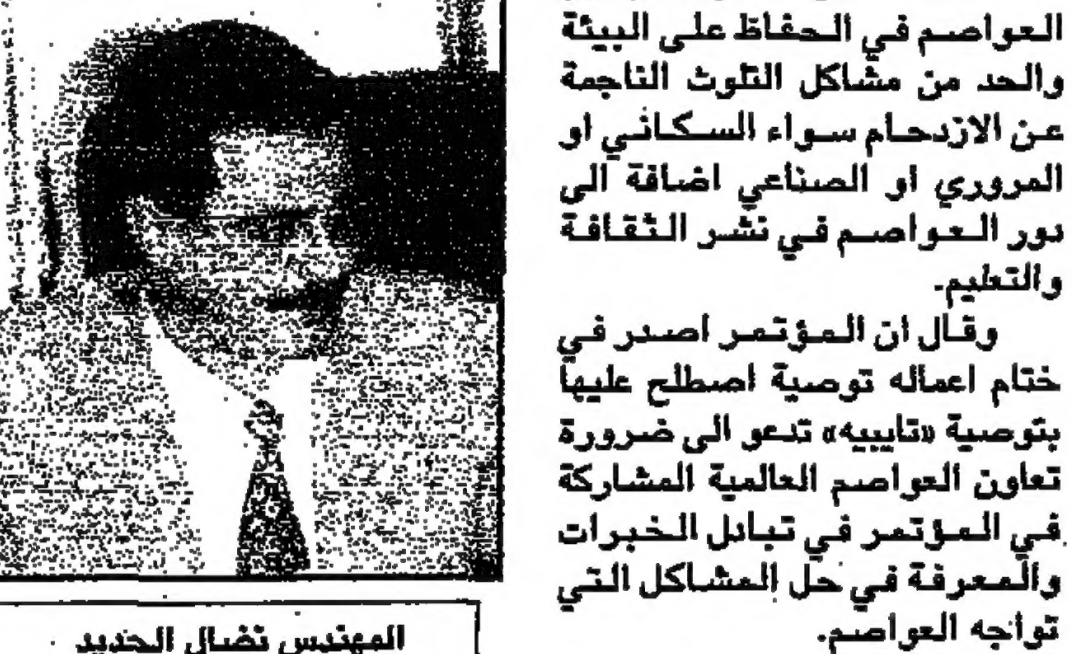 العواصم في الحفاظ على البيئة
والحد من مشاكل التلوث الناجمة
عن الازدحام سواء السكاني او
المروري او الصناعي اضافة الى
دور العواصم في نشر الثقافة
والتعليم.
وقال ان المؤتمر اصدر في
ختام اعماله توصية اصطلح عليها
بتوصية «تايبيه» تدعو الى ضرورة
تعاون العواصم العالمية المشاركة
في المؤتمر في تبادل الخبرات
والمعرفة في حل المشاكل التي
تواجه العواصم.
المهندس نضال الحديد